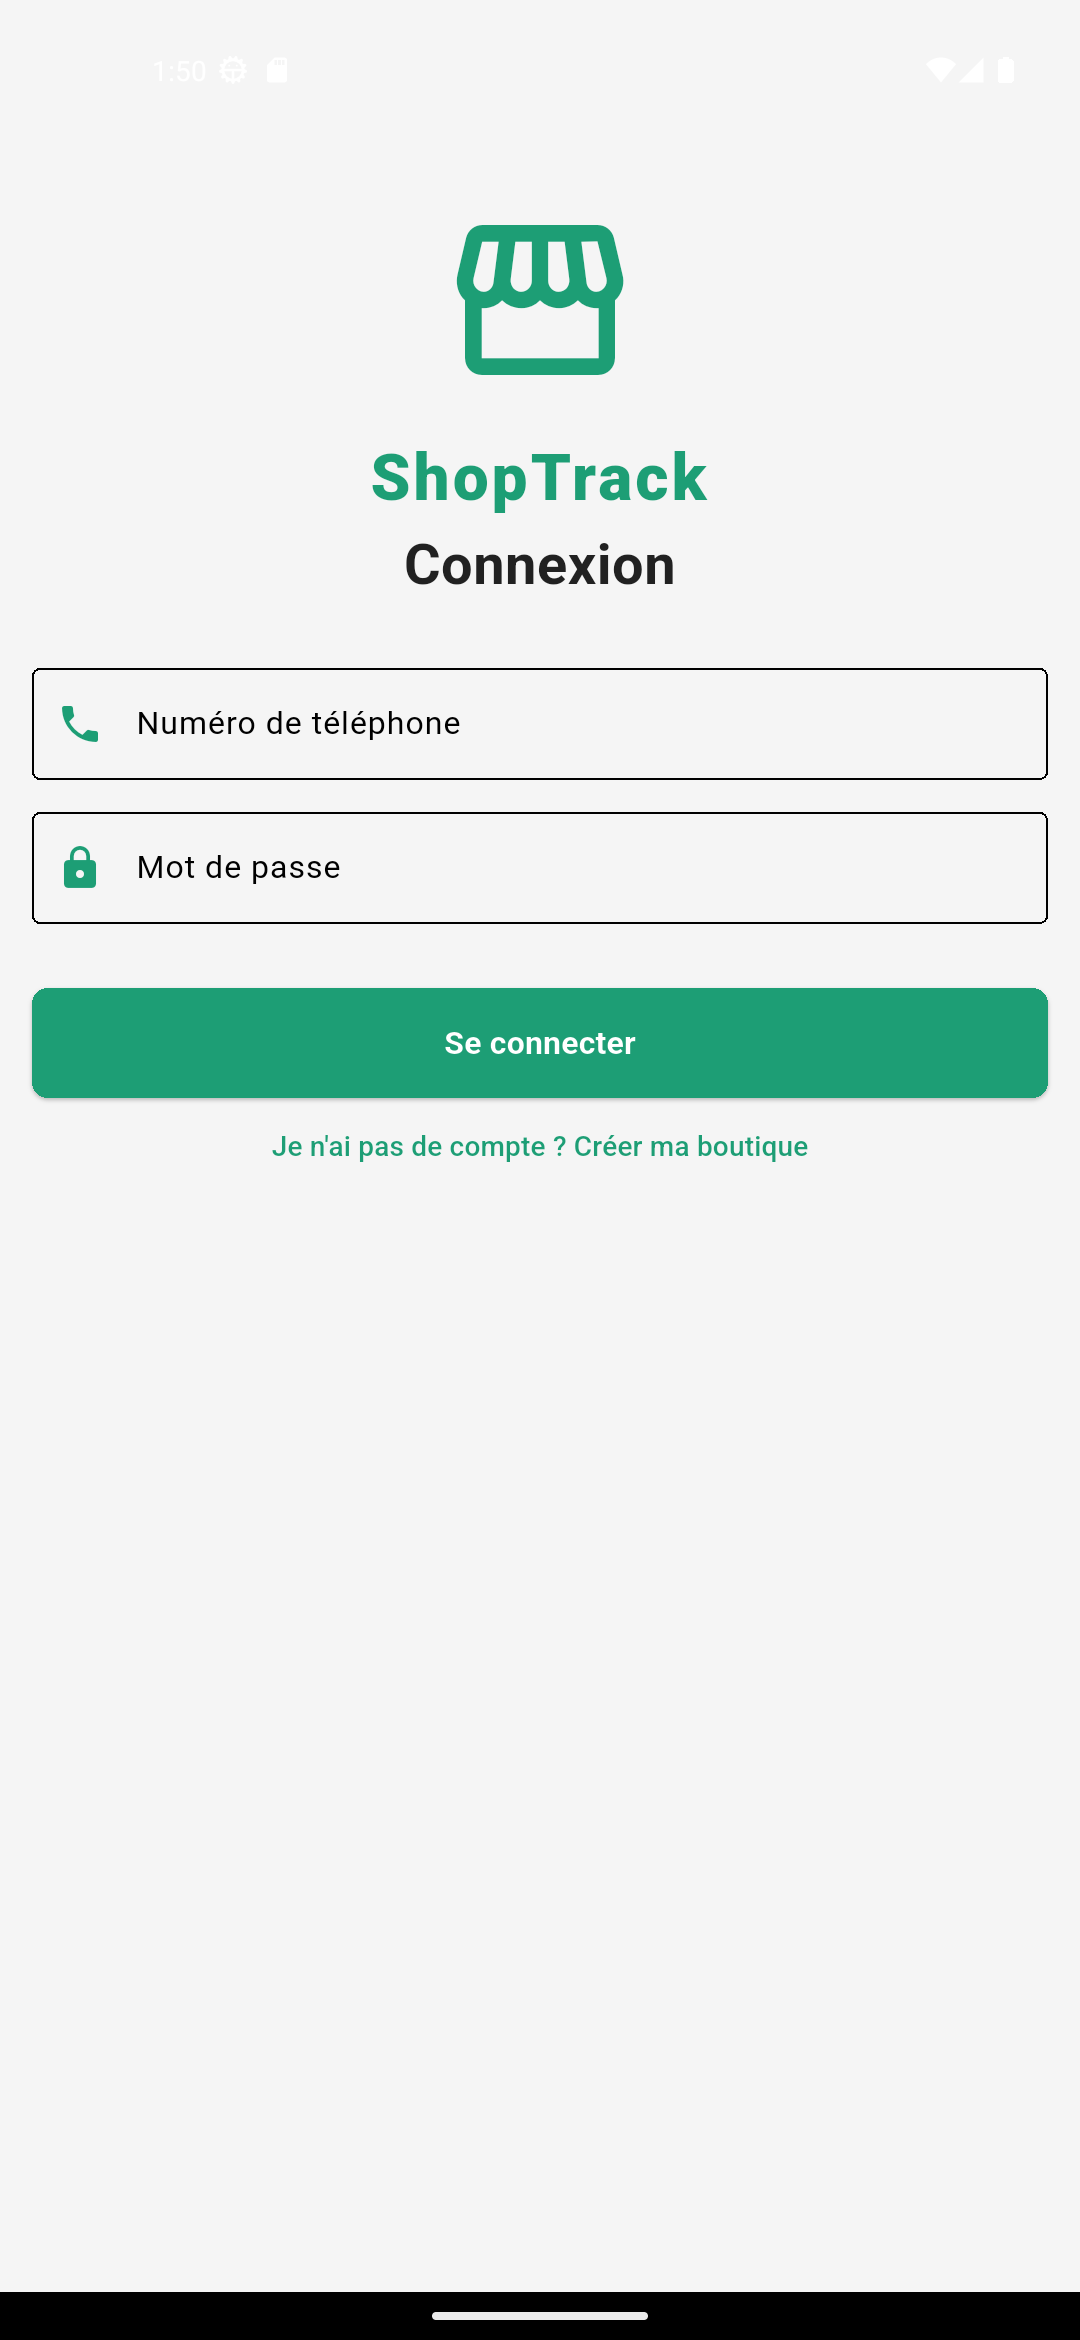 1:50
ShopTrack
Connexion
Numéro de téléphone
Mot de passe
Se connecter
Je n'ai pas de compte ? Créer ma boutique